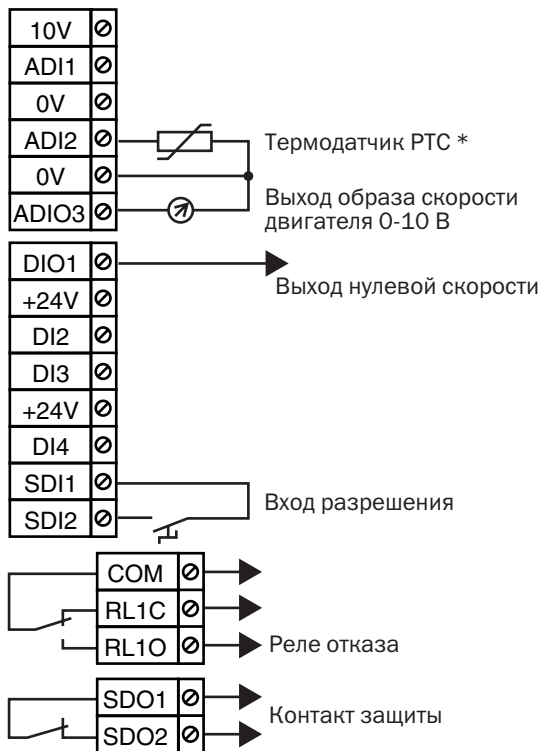 10V
ADI1
0V
ADI2
Термодатчик PTC *
0V
Выход образа скорости
ADIO3
двигателя 0-10 В
DIO1
Выход нулевой скорости
+24V
DI2
DI3
+24V
DI4
SDI1
Вход разрешения
SDI2
COM
RL1C
RL1O
Реле отказа
SDO1
Контакт защиты
SDO2